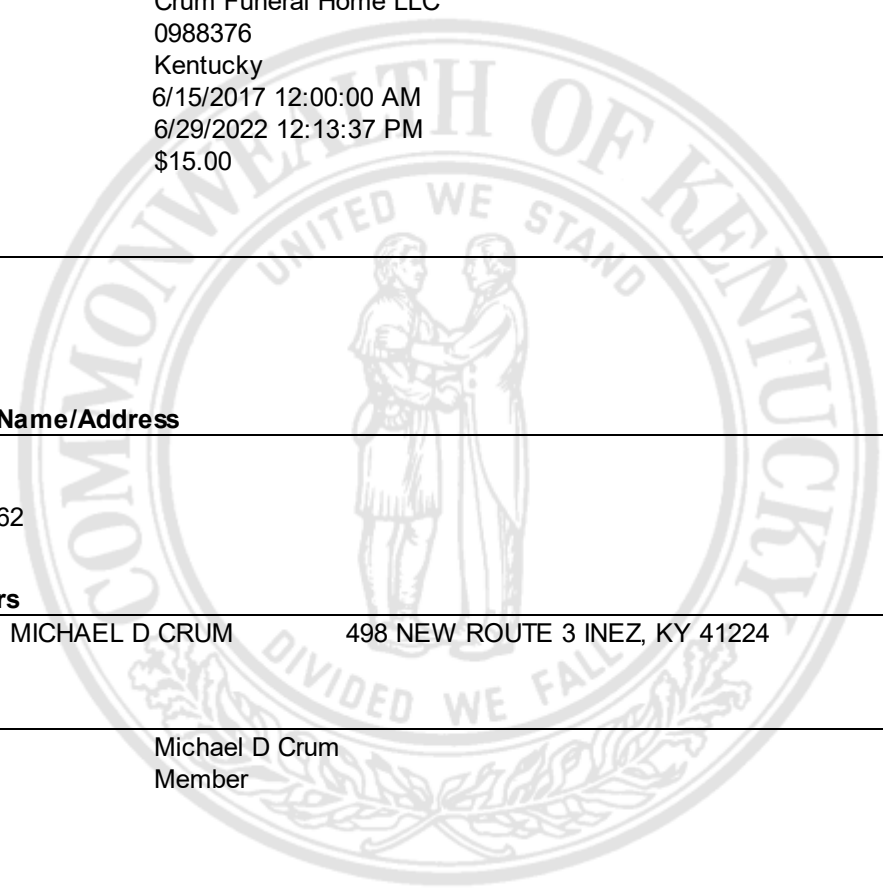 Crum Funeral Home LLC
0988376
Kentucky
6/15/2017 12:00:00 AM
6/29/2022 12:13:37 PM
$15.00
COMMONWEALTH OF KENTUCKY
UNITED WE STAND
Name/Address
62
rs
MICHAEL D CRUM 498 NEW ROUTE 3 INEZ, KY 41224
DIVIDED WE FALL
Michael D Crum
Member